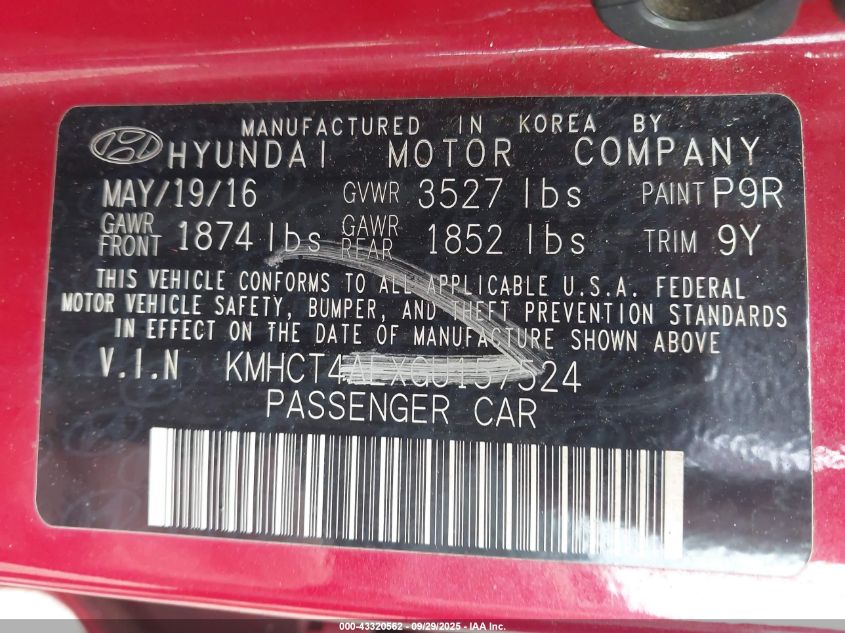 MANUFACTURED IN KOREA BY
HYUNDAI MOTOR COMPANY
MAY/19/16 GVWR 3527 lbs PAINT P9R
GAWR FRONT 1874 lbs GAWR REAR 1852 lbs TRIM 9Y
THIS VEHICLE CONFORMS TO ALL APPLICABLE U.S.A. FEDERAL
MOTOR VEHICLE SAFETY, BUMPER, AND THEFT PREVENTION STANDARDS
IN EFFECT ON THE DATE OF MANUFACTURE SHOWN ABOVE
V.I.N KMHCT4AEXGU157524
PASSENGER CAR
000-43320562 - 09/29/2025 - IAA Inc.